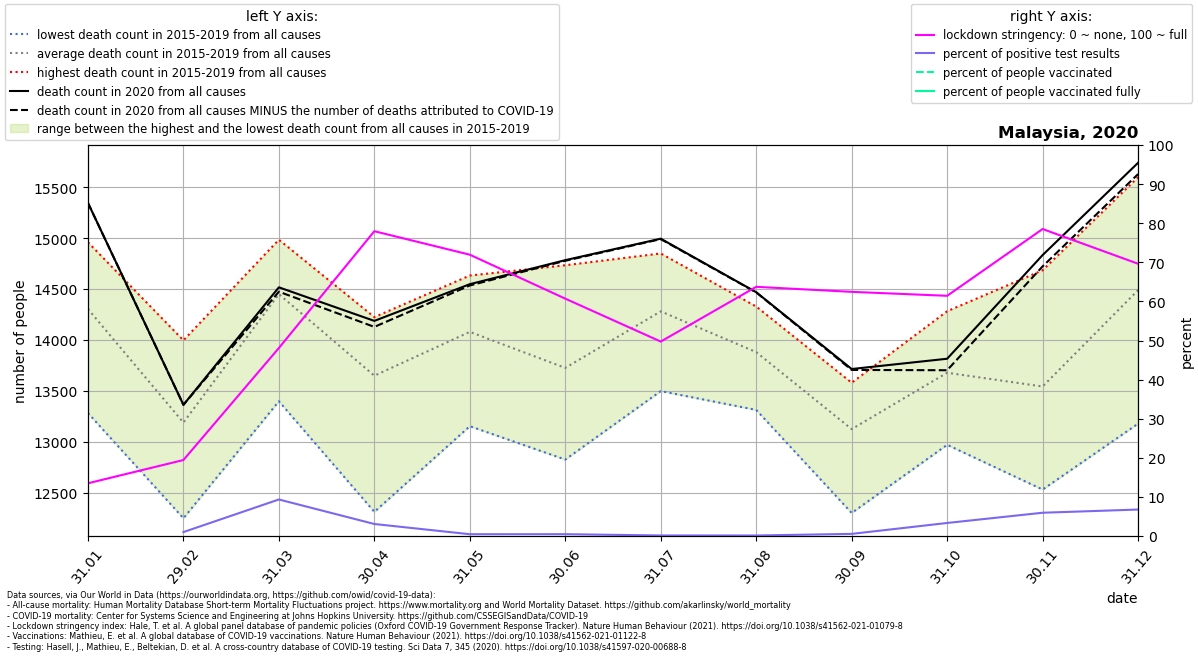 left Y axis:
lowest death count in 2015-2019 from all causes
average death count in 2015-2019 from all causes
highest death count in 2015-2019 from all causes
death count in 2020 from all causes
death count in 2020 from all causes MINUS the number of deaths attributed to COVID-19
range between the highest and the lowest death count from all causes in 2015-2019
right Y axis:
lockdown stringency: 0 ~ none, 100 ~ full
percent of positive test results
percent of people vaccinated
percent of people vaccinated fully
Malaysia, 2020
number of people
15500
15000
14500
14000
13500
13000
12500
100
90
80
70
60
50
40
30
20
10
0
percent
31.01
29.02
31.03
30.04
31.05
30.06
31.07
31.08
30.09
31.10
30.11
31.12
date
Data sources, via Our World in Data (https://ourworldindata.org, https://github.com/owid/covid-19-data):
- All-cause mortality: Human Mortality Database Short-term Mortality Fluctuations project. https://www.mortality.org and World Mortality Dataset. https://github.com/akarlinsky/world_mortality
- COVID-19 mortality: Center for Systems Science and Engineering at Johns Hopkins University. https://github.com/CSSEGISandData/COVID-19
- Lockdown stringency index: Hale, T. et al. A global panel database of pandemic policies (Oxford COVID-19 Government Response Tracker). Nature Human Behaviour (2021). https://doi.org/10.1038/s41562-021-01079-8
- Vaccinations: Mathieu, E. et al. A global database of COVID-19 vaccinations. Nature Human Behaviour (2021). https://doi.org/10.1038/s41562-021-01122-8
- Testing: Hasell, J., Mathieu, E., Beltekian, D. et al. A cross-country database of COVID-19 testing. Sci Data 7, 345 (2020). https://doi.org/10.1038/s41597-020-00688-8